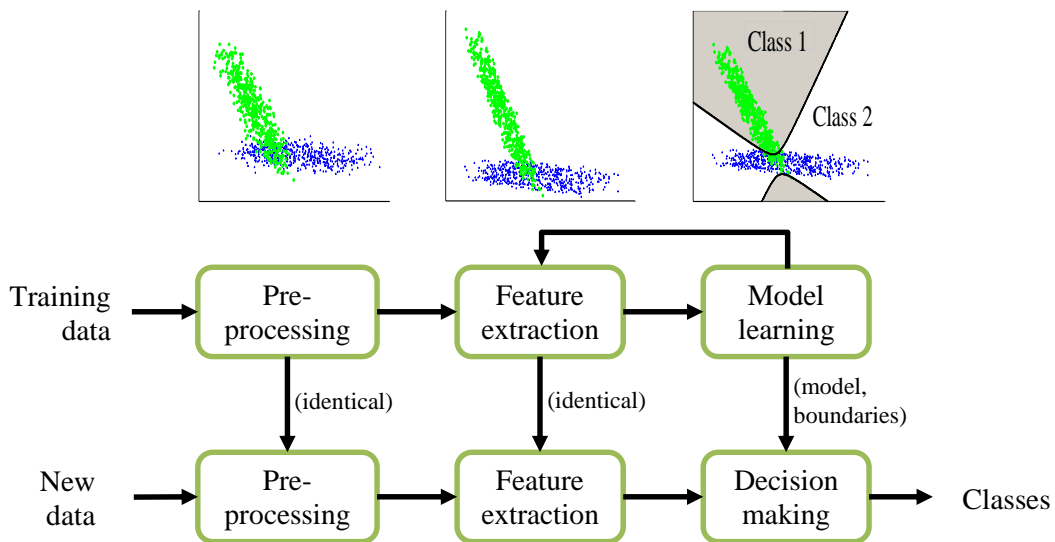 Class 1
Class 2
Training
data
Pre-
processing
Feature
extraction
Model
learning
(identical)
(identical)
(model,
boundaries)
New
data
Pre-
processing
Feature
extraction
Decision
making
Classes